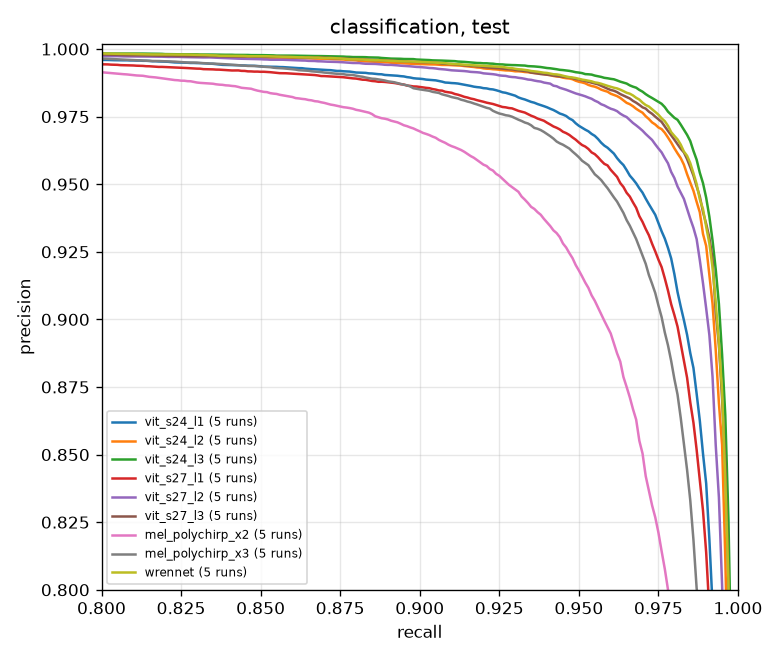 classification, test
1.000
0.975
0.950
0.925
0.900
0.875
0.850
0.825
0.800
precision
vit_s24_l1 (5 runs)
vit_s24_l2 (5 runs)
vit_s24_l3 (5 runs)
vit_s27_l1 (5 runs)
vit_s27_l2 (5 runs)
vit_s27_l3 (5 runs)
mel_polychirp_x2 (5 runs)
mel_polychirp_x3 (5 runs)
wrennet (5 runs)
0.800 0.825 0.850 0.875 0.900 0.925 0.950 0.975 1.000
recall